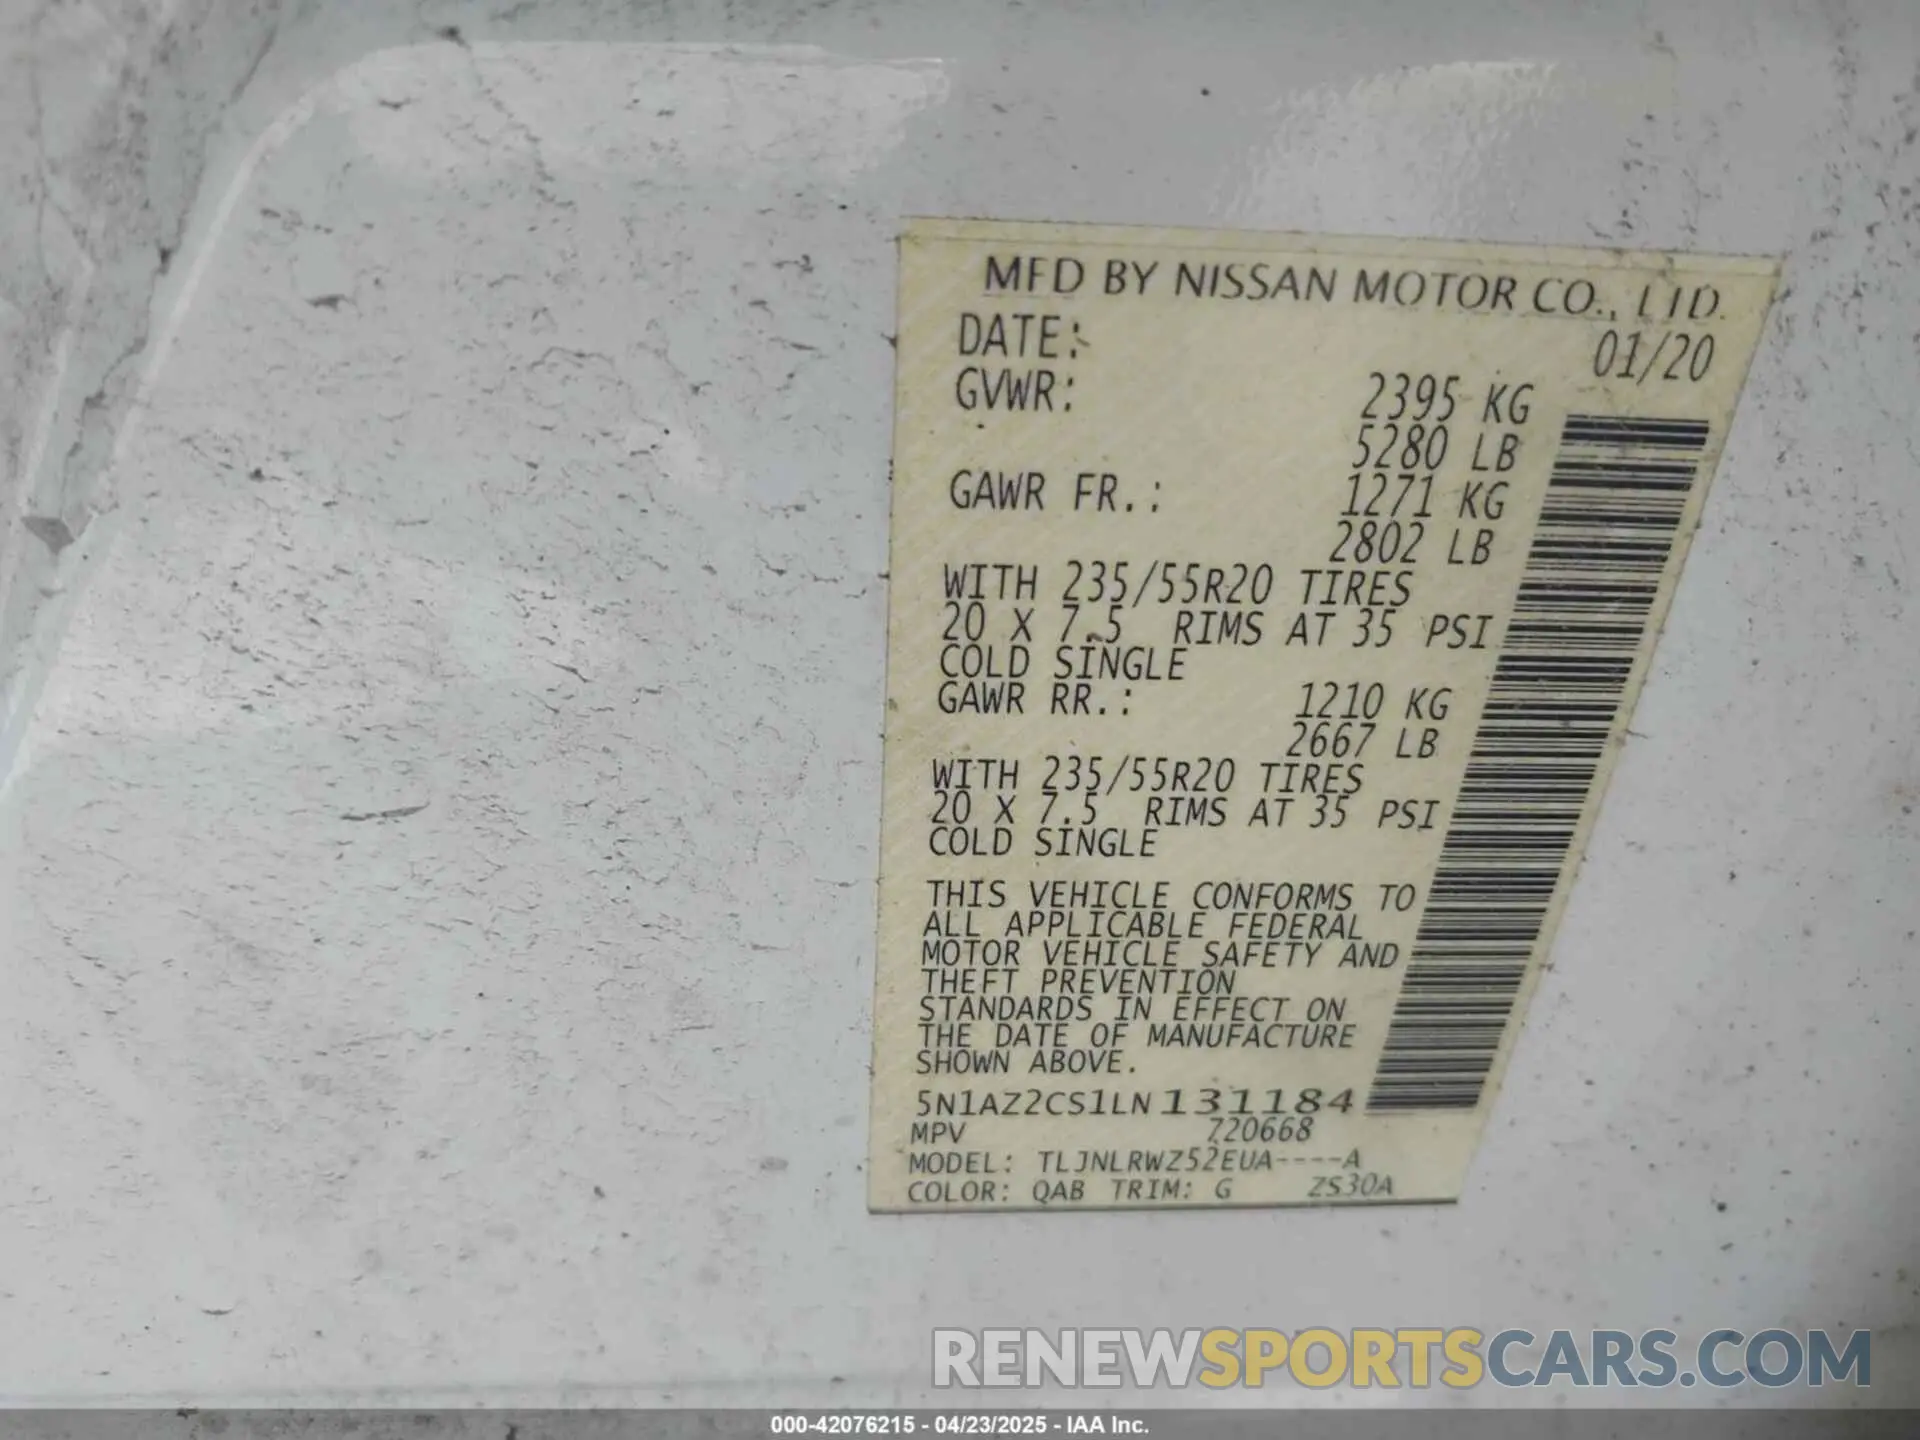 MFD BY NISSAN MOTOR CO., LTD.
DATE: 01/20
GVWR: 2395 KG
5280 LB
GAWR FR.: 1271 KG
2802 LB
WITH 235/55R20 TIRES
20 X 7.5 RIMS AT 35 PSI
COLD SINGLE
GAWR RR.: 1210 KG
2667 LB
WITH 235/55R20 TIRES
20 X 7.5 RIMS AT 35 PSI
COLD SINGLE
THIS VEHICLE CONFORMS TO
ALL APPLICABLE FEDERAL
MOTOR VEHICLE SAFETY AND
THEFT PREVENTION
STANDARDS IN EFFECT ON
THE DATE OF MANUFACTURE
SHOWN ABOVE.
5N1AZ2CS1LN131184
MPV 720668
MODEL: TLJNLRWZ52EUA----A
COLOR: QAB TRIM: G ZS30A
RENEWSPORTSCARS.COM
000-42076215 - 04/23/2025 - IAA Inc.